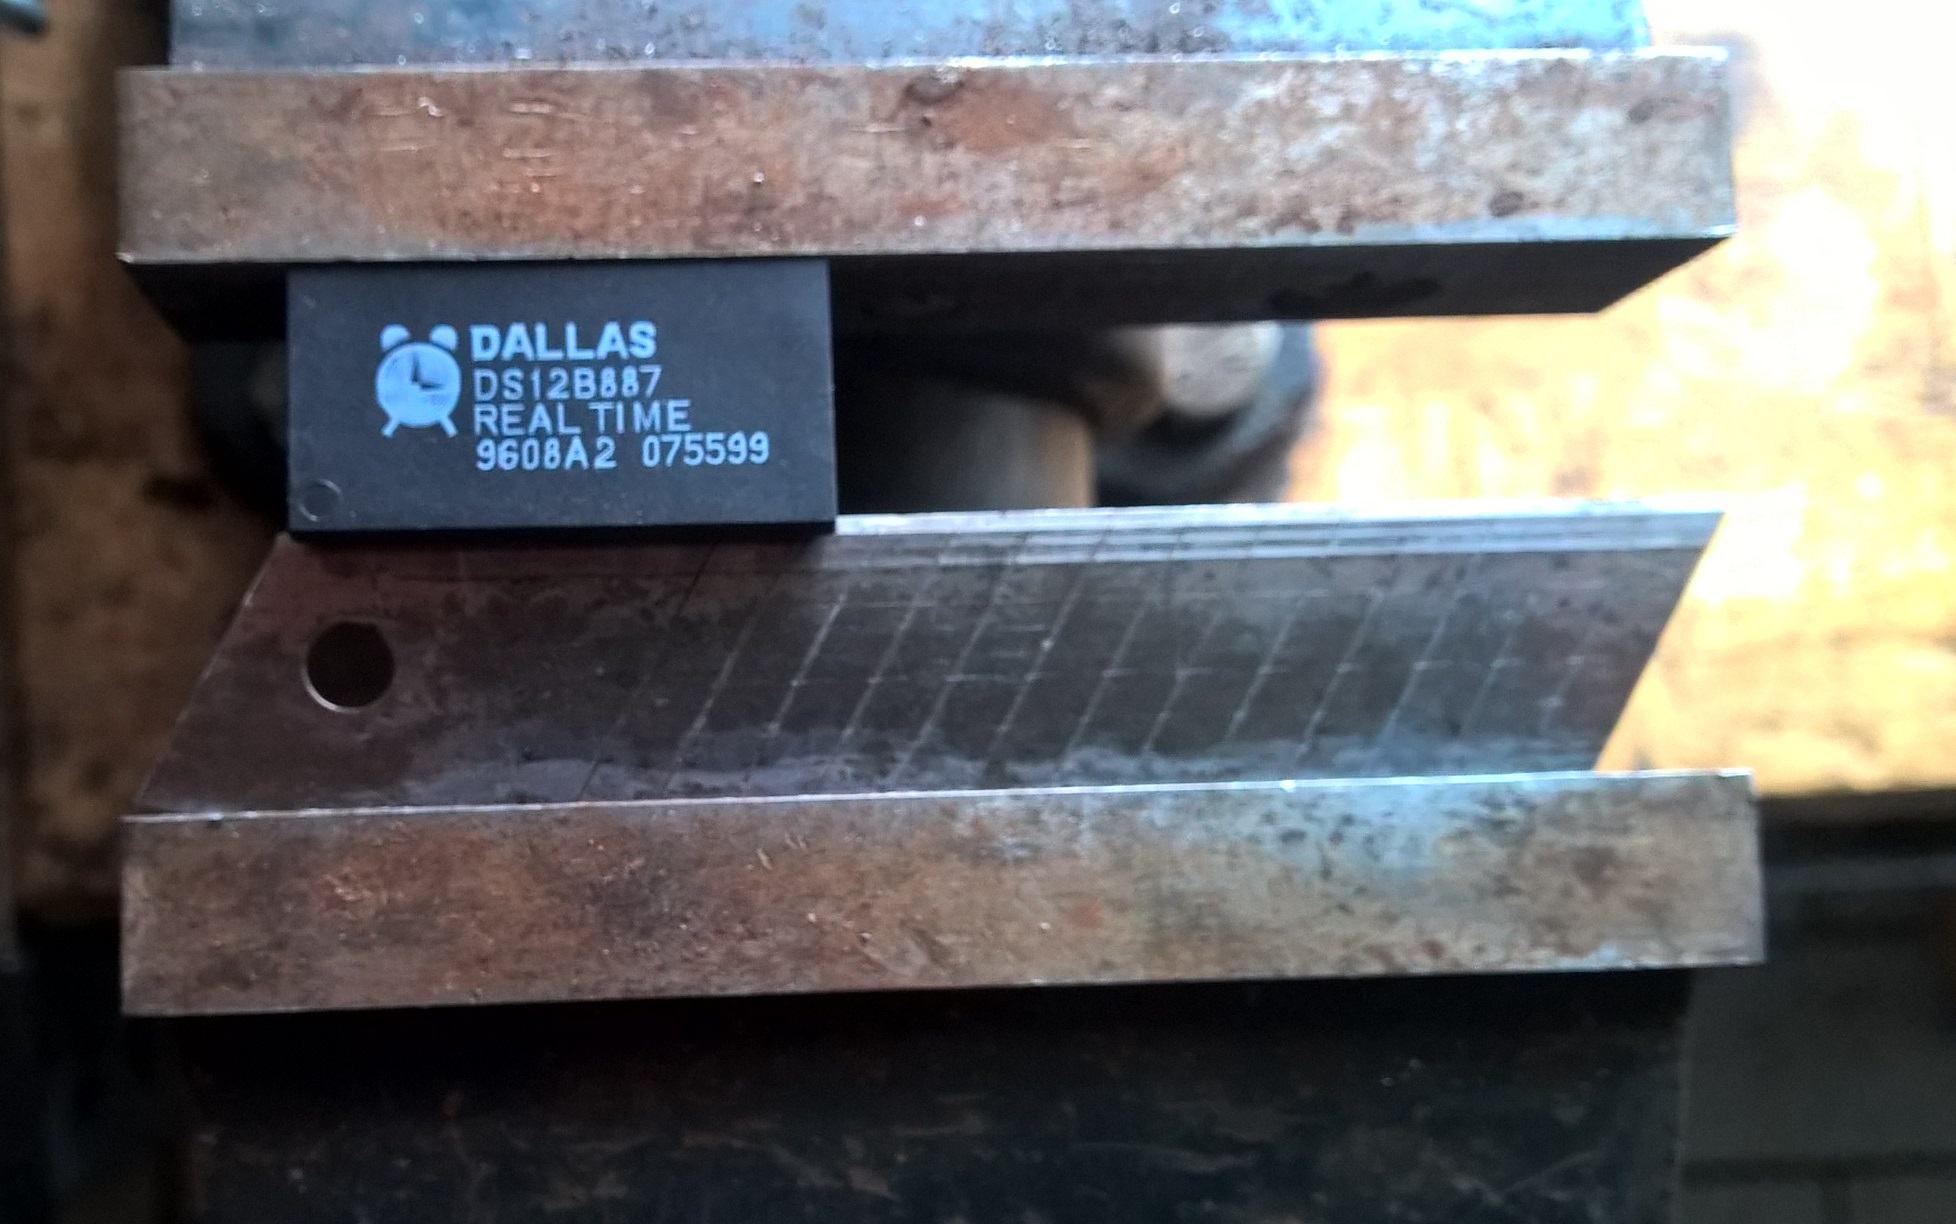 DALLAS
DS12B887
REAL TIME
9608A2 075599